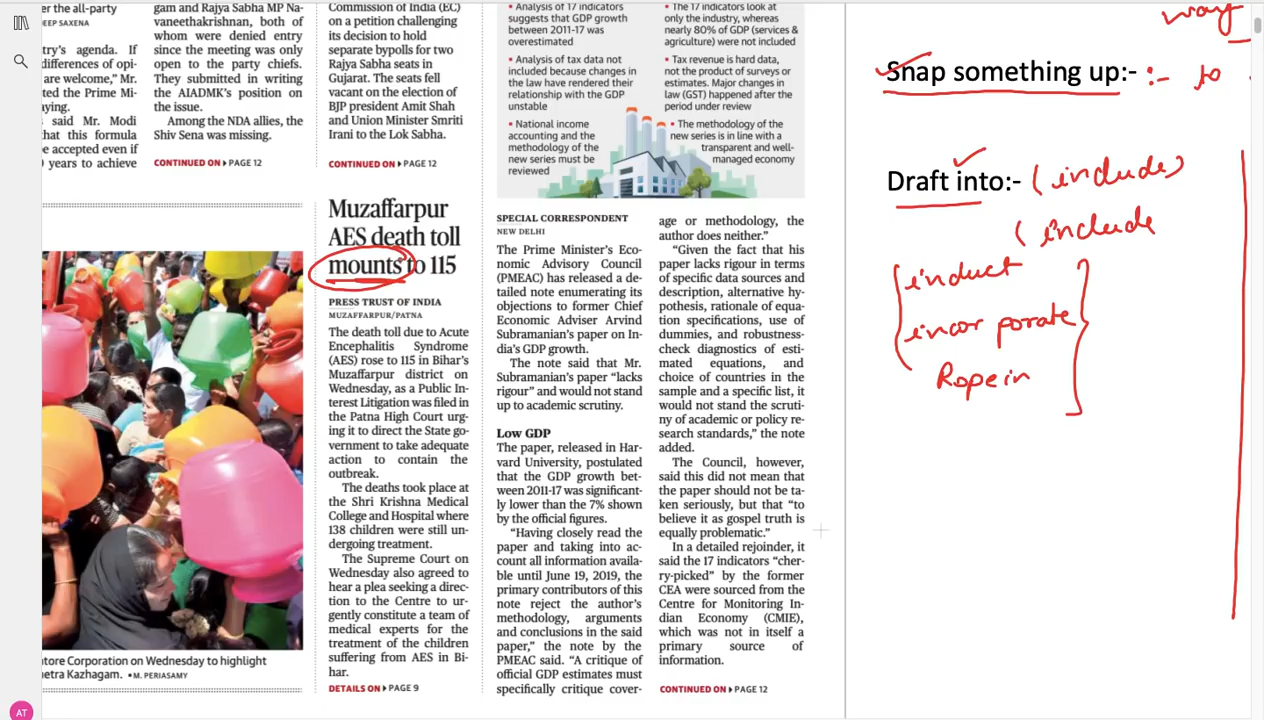 er the all-party
EEP SAXENA
try's agenda. If
differences of opi-
are welcome," Mr.
ted the Prime Mi-
aying.
said Mr. Modi
hat this formula
e accepted even if
years to achieve
gam and Rajya Sabha MP Na-
vaneethakrishnan, both of
whom were denied entry
since the meeting was only
open to the party chiefs.
They submitted in writing
the AIADMK's position on
the issue.
Among the NDA allies, the
Shiv Sena was missing.
CONTINUED ON PAGE 12
Commission of India (EC)
on a petition challenging
its decision to hold
separate bypolls for two
Rajya Sabha seats in
Gujarat. The seats fell
vacant on the election of
BJP president Amit Shah
and Union Minister Smriti
Irani to the Lok Sabha.
CONTINUED ON PAGE 12
• Analysis of 17 indicators
suggests that GDP growth
between 2011-17 was
overestimated
• Analysis of tax data not
included because changes in
the law have rendered their
relationship with the GDP
unstable
• National income
accounting and the
methodology of the
new series must be
reviewed
• The 17 indicators look at
only the industry, whereas
nearly 80% of GDP (services &
agriculture) were not included
• Tax revenue is hard data,
not the product of surveys or
estimates. Major changes in
law (GST) happened after the
period under review
• The methodology of the
new series is in line with a
transparent and well-
managed economy
tore Corporation on Wednesday to highlight
netra Kazhagam. • M. PERIASAMY
Muzaffarpur
AES death toll
mounts to 115
PRESS TRUST OF INDIA
MUZAFFARPUR/PATNA
The death toll due to Acute
Encephalitis Syndrome
(AES) rose to 115 in Bihar's
Muzaffarpur district on
Wednesday, as a Public In-
terest Litigation was filed in
the Patna High Court urg-
ing it to direct the State go-
vernment to take adequate
action to contain the
outbreak.
The deaths took place at
the Shri Krishna Medical
College and Hospital where
138 children were still un-
dergoing treatment.
The Supreme Court on
Wednesday also agreed to
hear a plea seeking a direc-
tion to the Centre to ur-
gently constitute a team of
medical experts for the
treatment of the children
suffering from AES in Bi-
har.
DETAILS ON PAGE 9
SPECIAL CORRESPONDENT
NEW DELHI
The Prime Minister's Eco-
nomic Advisory Council
(PMEAC) has released a de-
tailed note enumerating its
objections to former Chief
Economic Adviser Arvind
Subramanian's paper on In-
dia's GDP growth.
The note said that Mr.
Subramanian's paper "lacks
rigour" and would not stand
up to academic scrutiny.
Low GDP
The paper, released in Har-
vard University, postulated
that the GDP growth bet-
ween 2011-17 was significant-
ly lower than the 7% shown
by the official figures.
"Having closely read the
paper and taking into ac-
count all information availa-
ble until June 19, 2019, the
primary contributors of this
note reject the author's
methodology, arguments
and conclusions in the said
paper," the note by the
PMEAC said. "A critique of
official GDP estimates must
specifically critique cover-
age or methodology, the
author does neither."
"Given the fact that his
paper lacks rigour in terms
of specific data sources and
description, alternative hy-
pothesis, rationale of equa-
tion specifications, use of
dummies, and robustness-
check diagnostics of esti-
mated equations, and
choice of countries in the
sample and a specific list, it
would not stand the scruti-
ny of academic or policy re-
search standards," the note
added.
The Council, however,
said this did not mean that
the paper should not be ta-
ken seriously, but that "to
believe it as gospel truth is
equally problematic."
In a detailed rejoinder, it
said the 17 indicators "cher-
ry-picked" by the former
CEA were sourced from the
Centre for Monitoring In-
dian Economy (CMIE),
which was not in itself a
primary source of
information.
CONTINUED ON PAGE 12
way
Snap something up:- :- to
Draft into:- (include)
(include
induct
incorporate
Rope in
AT